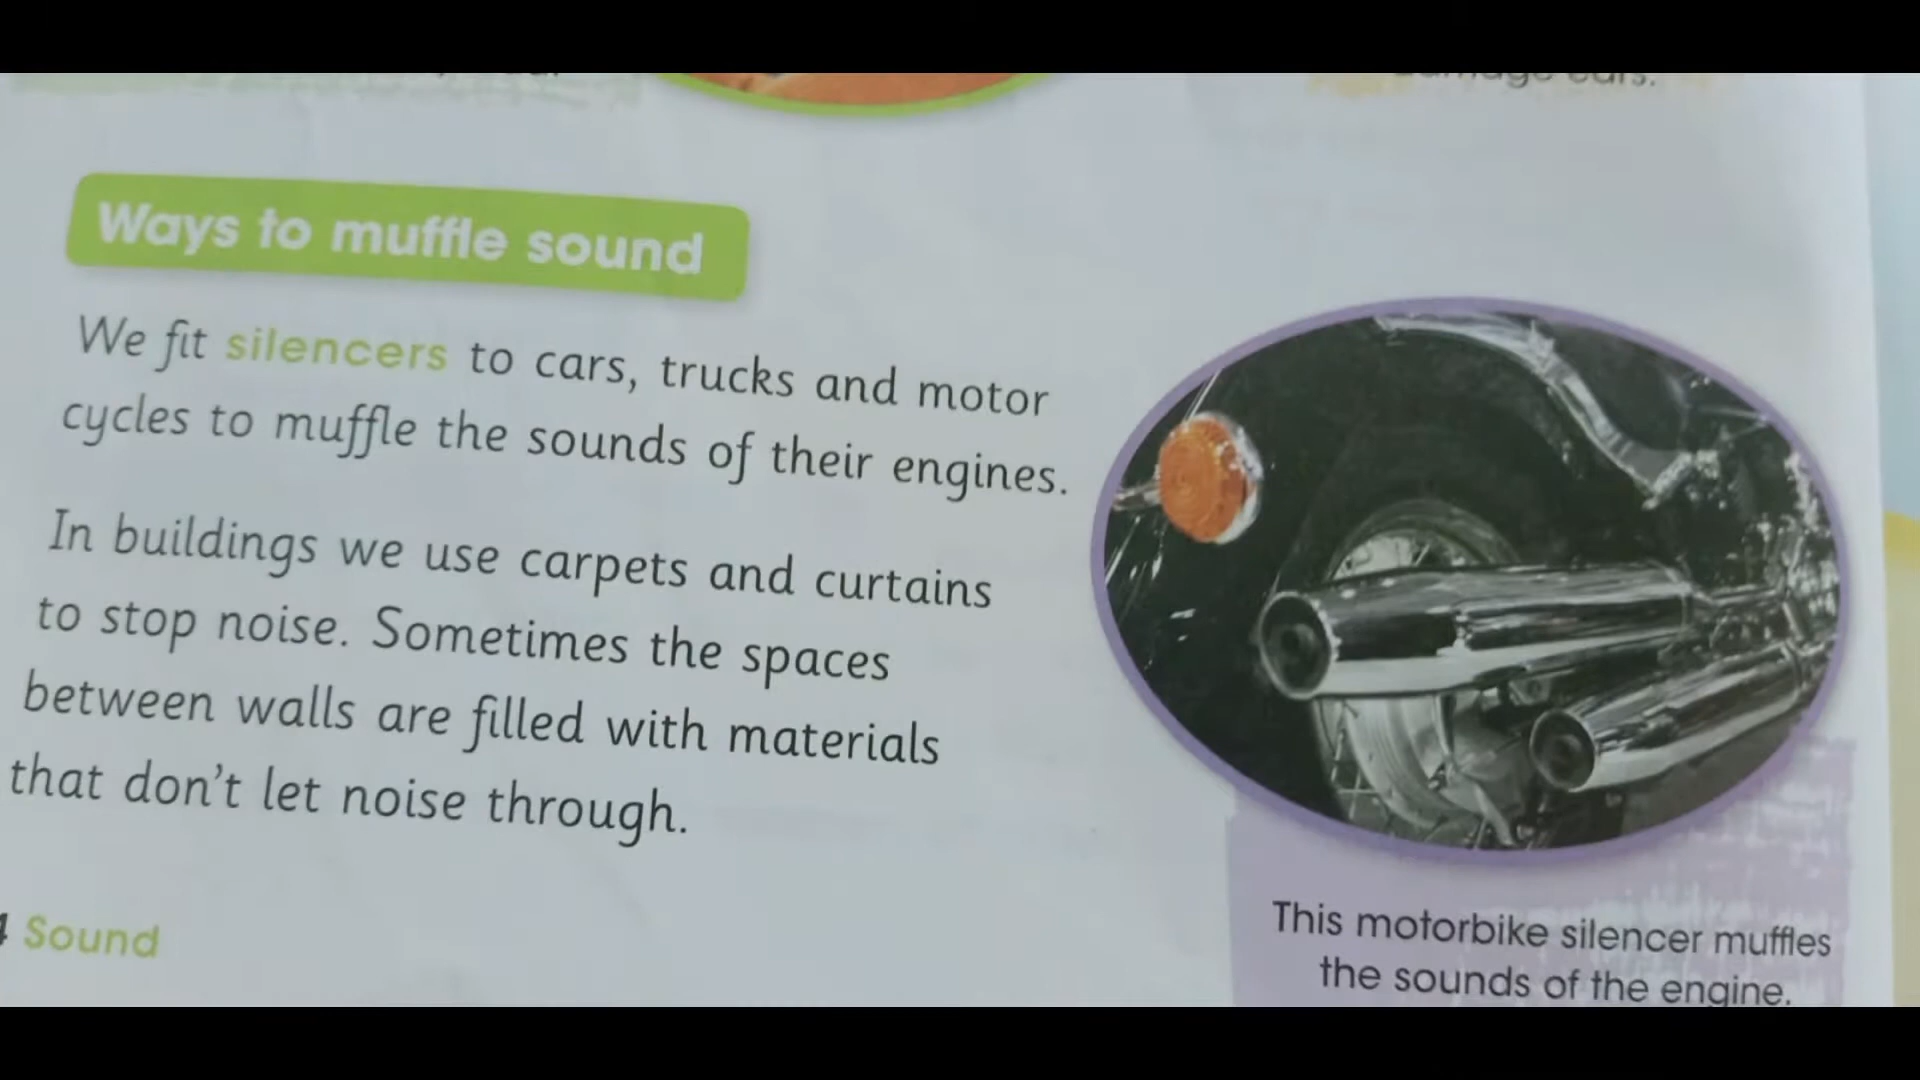 Ways to muffle sound
We fit silencers to cars, trucks and motor
cycles to muffle the sounds of their engines.
In buildings we use carpets and curtains
to stop noise. Sometimes the spaces
between walls are filled with materials
that don't let noise through.
This motorbike silencer muffles
the sounds of the engine.
4 Sound